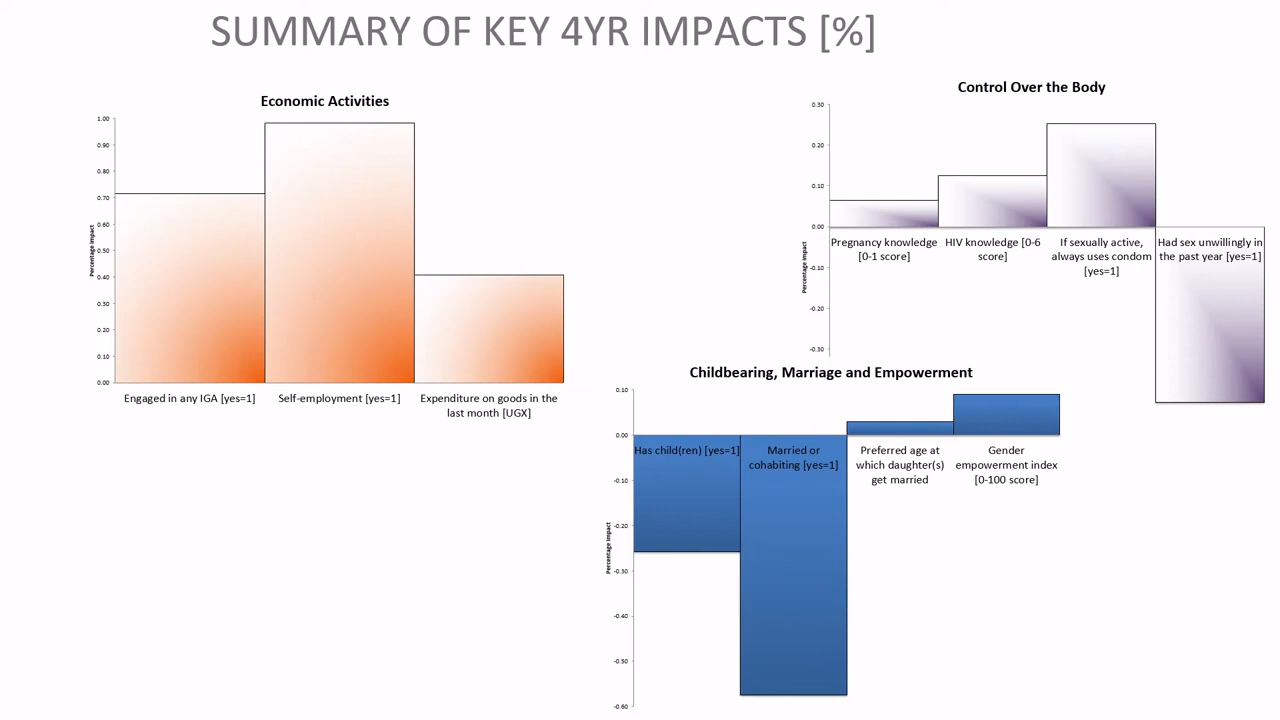 SUMMARY OF KEY 4YR IMPACTS [%]
Economic Activities
Percentage Impact
1.00
0.90
0.80
0.70
0.60
0.50
0.40
0.30
0.20
0.10
0.00
Engaged in any IGA [yes=1]
Self-employment [yes=1]
Expenditure on goods in the
last month [UGX]
Control Over the Body
Percentage Impact
0.30
0.20
0.10
0.00
-0.10
-0.20
-0.30
Pregnancy knowledge
[0-1 score]
HIV knowledge [0-6
score]
If sexually active,
always uses condom
[yes=1]
Had sex unwillingly in
the past year [yes=1]
Childbearing, Marriage and Empowerment
Percentage Impact
0.10
0.00
-0.10
-0.20
-0.30
-0.40
-0.50
-0.60
Has child(ren) [yes=1]
Married or
cohabiting [yes=1]
Preferred age at
which daughter(s)
get married
Gender
empowerment index
[0-100 score]